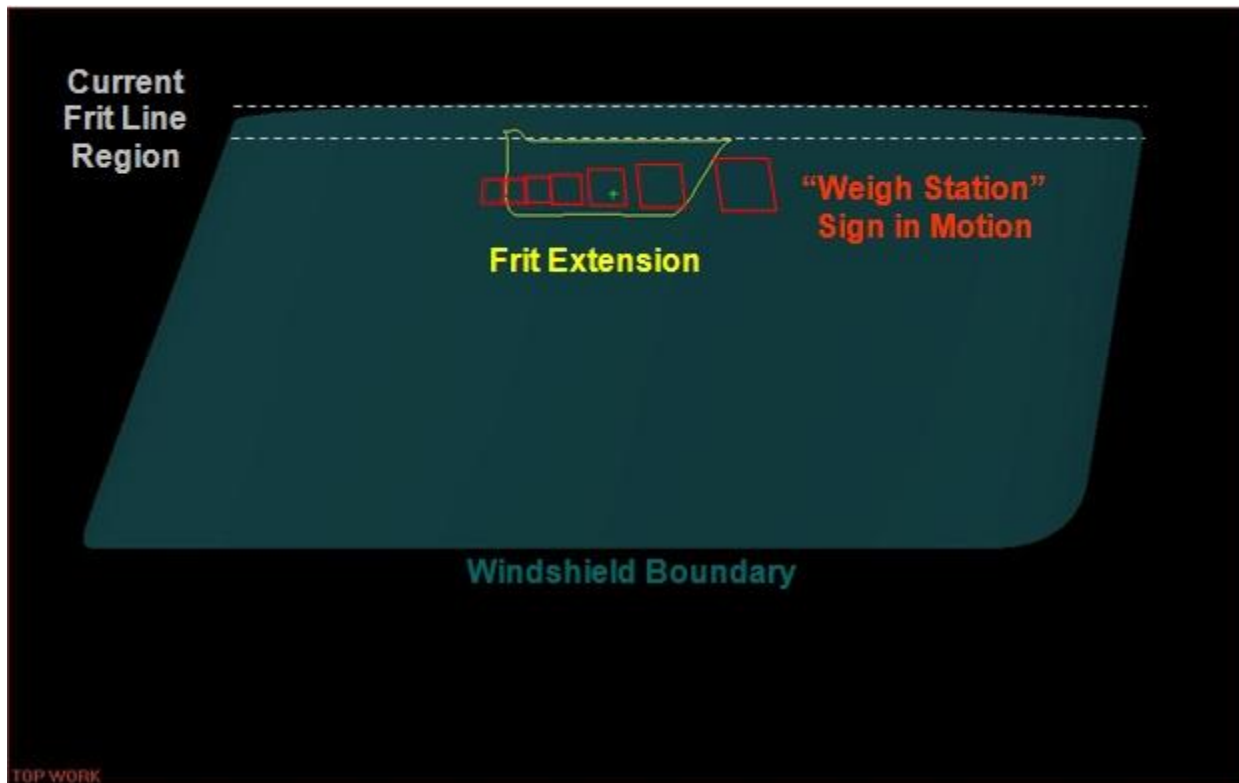 Current
Frit Line
Region
“Weigh Station”
Sign in Motion
Frit Extension
Windshield Boundary
TOP WORK